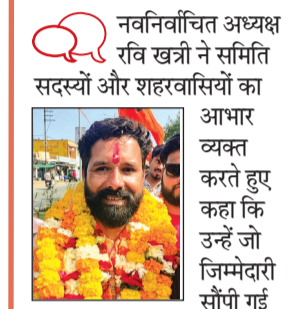 नवनिर्वाचित अध्यक्ष
रवि खत्री ने समिति
सदस्यों और शहरवासियों का
आभार
व्यक्त
करते हुए
कहा कि
उन्हें जो
जिम्मेदारी
सौंपी गई